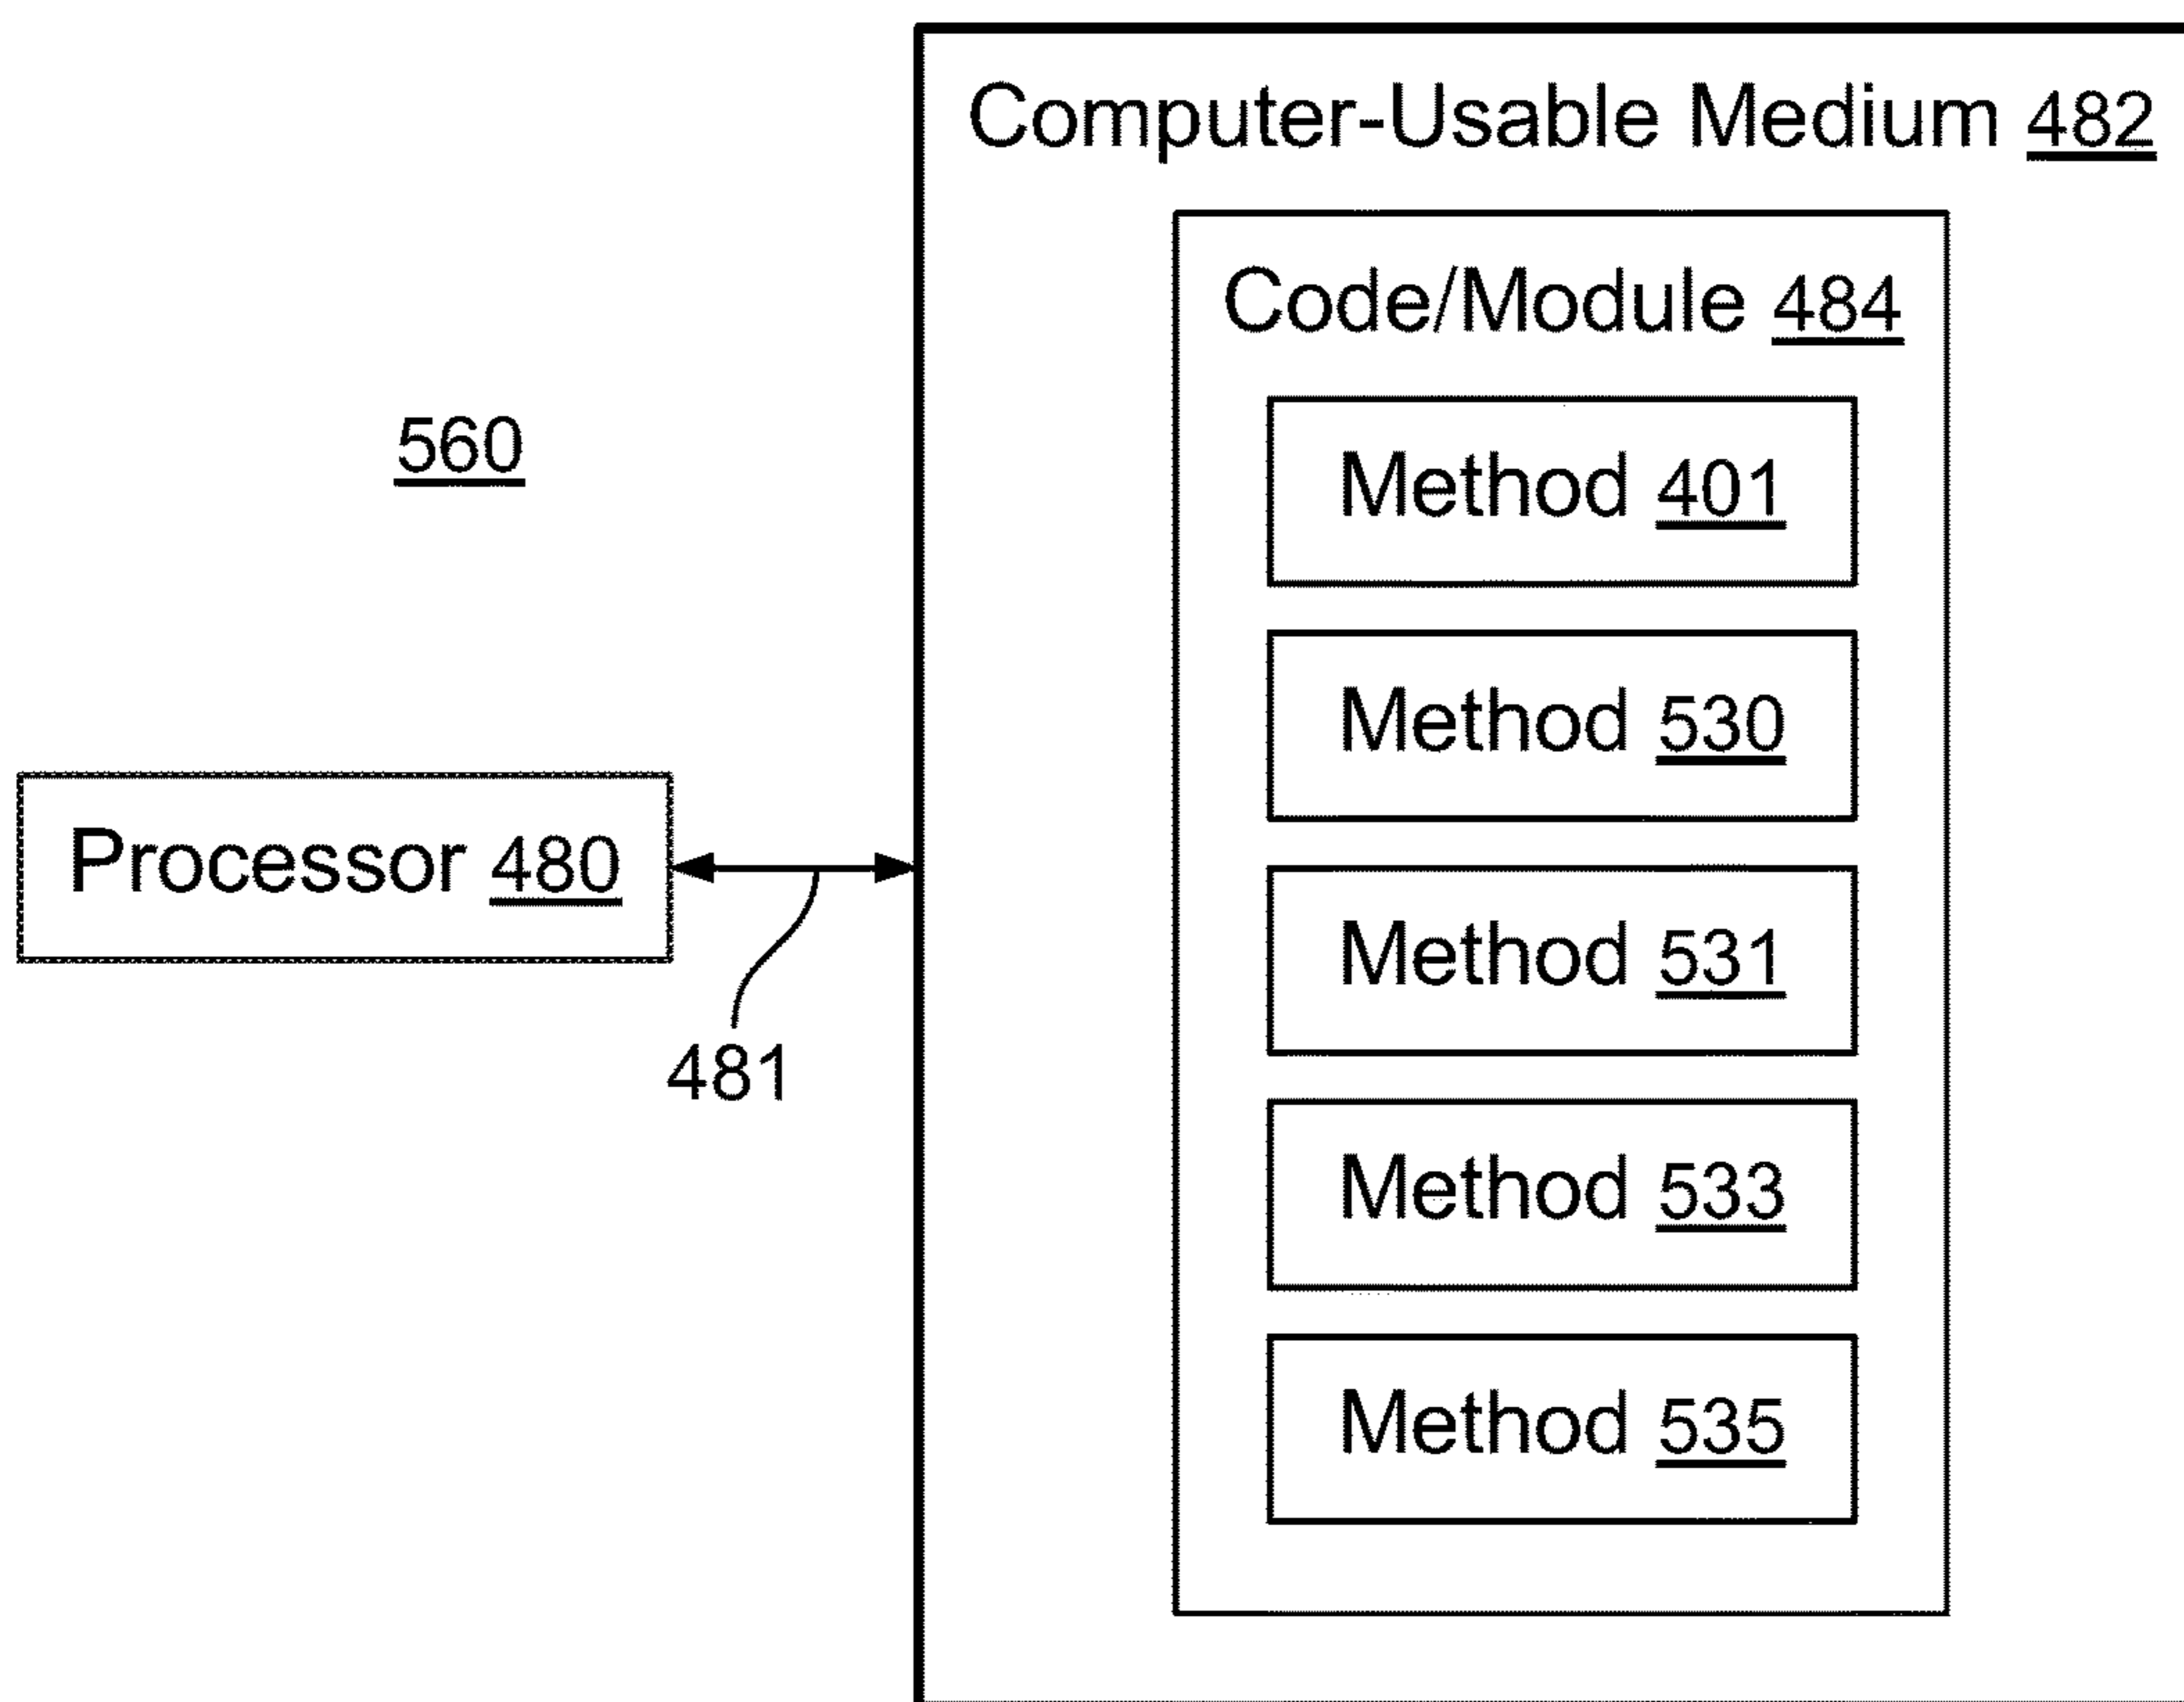 Computer-Usable Medium 482
Code/Module 484
560
Method 401
Method 530
Processor 480
Method 531
481
Method 533
Method 535